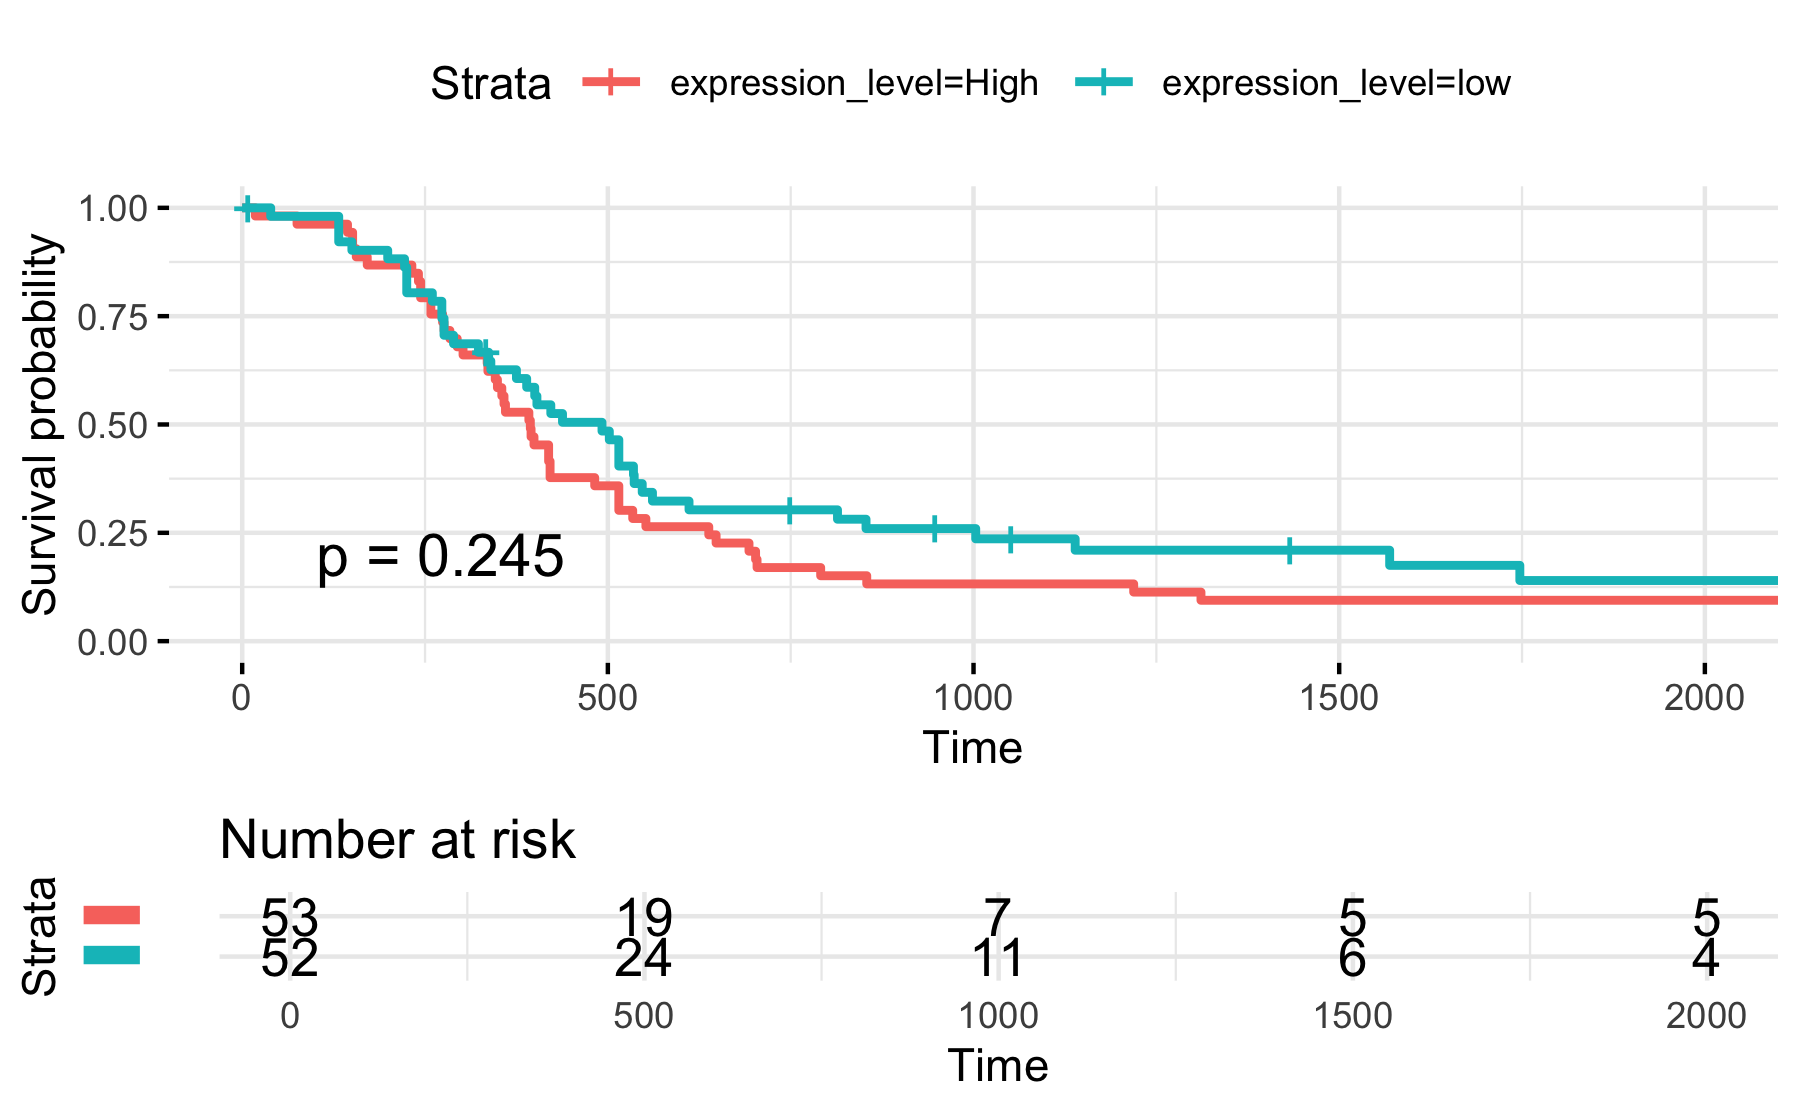 Strata expression_level=High expression_level=low
Survival probability
1.00
0.75
0.50
0.25
0.00
p = 0.245
0 500 1000 1500 2000
Time
Number at risk
Strata
53 19 7 5 5
52 24 11 6 4
0 500 1000 1500 2000
Time